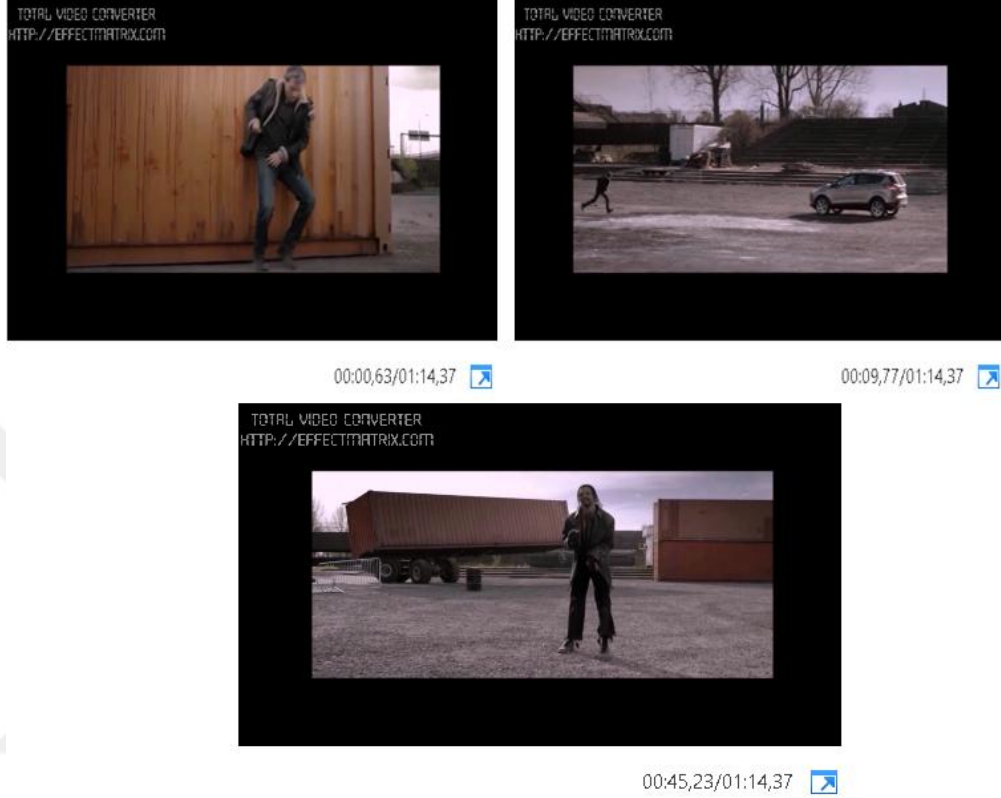 TOTAL VIDEO CONVERTER
HTTP://EFFECTMATRIX.COM
TOTAL VIDEO CONVERTER
HTTP://EFFECTMATRIX.COM
00:00,63/01:14,37
00:09,77/01:14,37
TOTAL VIDEO CONVERTER
HTTP://EFFECTMATRIX.COM
00:45,23/01:14,37